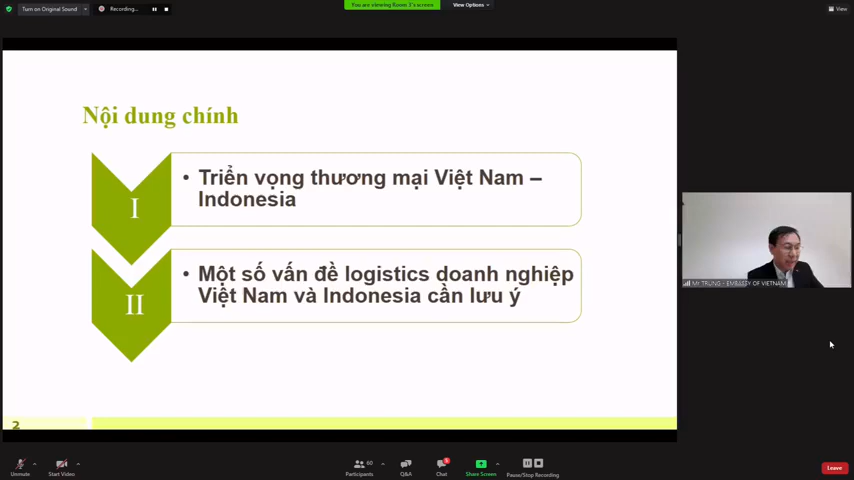 Turn on Original Sound
Recording...
You are viewing Room 3's screen
View Options
View
Nội dung chính
I
• Triển vọng thương mại Việt Nam –
Indonesia
II
• Một số vấn đề logistics doanh nghiệp
Việt Nam và Indonesia cần lưu ý
Mr TRUNG - EMBASSY OF VIETNAM
2
Unmute
Start Video
Participants
60
Q&A
Chat
Share Screen
Pause/Stop Recording
Leave